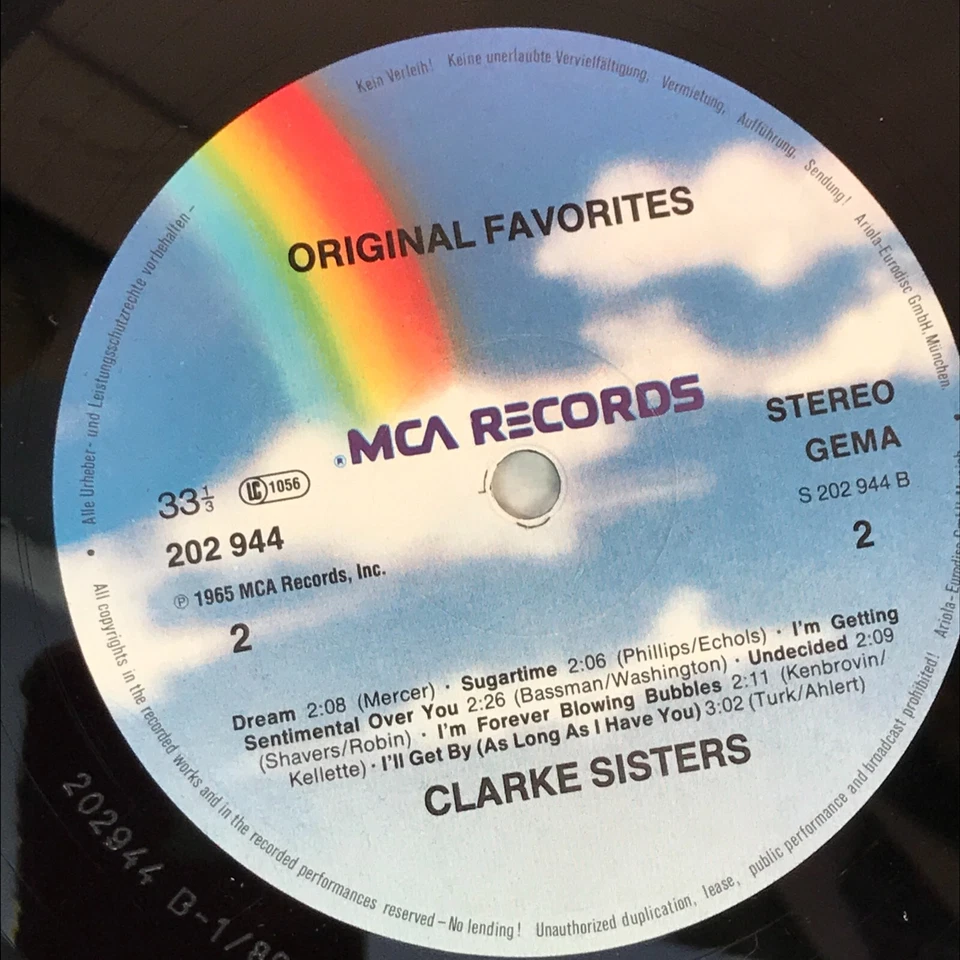 Kein Verleih! Keine unerlaubte Vervielfältigung, Vermietung, Aufführung, Sendung! Ariola-Eurodisc GmbH, München.
Alle Urheber- und Leistungsschutzrechte vorbehalten –
ORIGINAL FAVORITES
® MCA RECORDS
STEREO
GEMA
S 202 944 B
2
33⅓ LC 1056
202 944
℗ 1965 MCA Records, Inc.
2
Dream 2:08 (Mercer) · Sugartime 2:06 (Phillips/Echols) · I'm Getting
Sentimental Over You 2:26 (Bassman/Washington) · Undecided 2:09
(Shavers/Robin) · I'm Forever Blowing Bubbles 2:11 (Kenbrovin/
Kellette) · I'll Get By (As Long As I Have You) 3:02 (Turk/Ahlert)
CLARKE SISTERS
All copyrights in the recorded works and in the recorded performances reserved – No lending! Unauthorized duplication, lease, public performance and broadcast prohibited! Ariola-Eurodisc
202944 B-1/